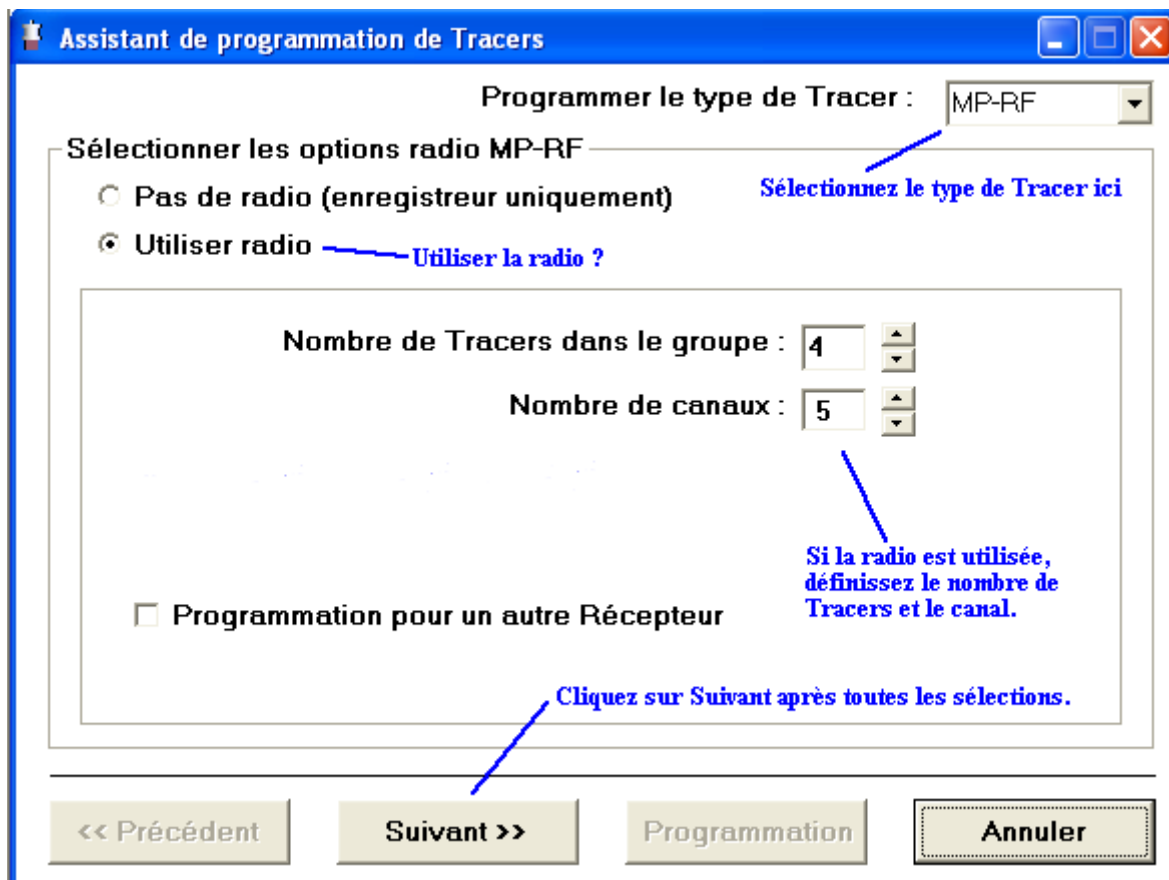 Assistant de programmation de Tracers
Programmer le type de Tracer :
MP-RF
Sélectionner les options radio MP-RF
Sélectionnez le type de Tracer ici
Pas de radio (enregistreur uniquement)
Utiliser radio
Utiliser la radio ?
Nombre de Tracers dans le groupe :
4
Nombre de canaux :
5
Si la radio est utilisée,
définissez le nombre de
Tracers et le canal.
Programmation pour un autre Récepteur
Cliquez sur Suivant après toutes les sélections.
<< Précédent
Suivant >>
Programmation
Annuler